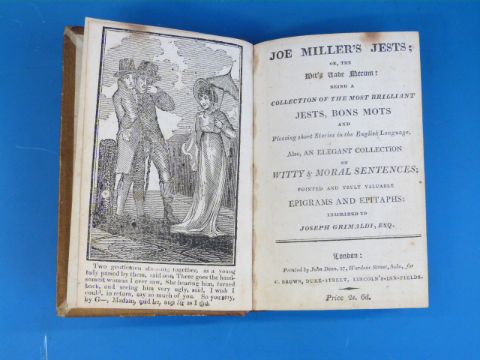 Two gentlemen standing together, as a young
lady passed by them, said one, There goes the hand-
somest woman I ever saw, She hearing him, turned
back, and seeing him very ugly, said, I wish I
could, in return, say so much of you. So you may,
by G—, Madam, and lie, as I did.
JOE MILLER'S JESTS;
OR, THE
Wit's Vade Mecum:
BEING A
COLLECTION OF THE MOST BRILLIANT
JESTS, BONS MOTS
AND
Pleasing short Stories in the English Language.
Also, AN ELEGANT COLLECTION
OF
WITTY & MORAL SENTENCES;
POINTED AND TRULY VALUABLE
EPIGRAMS AND EPITAPHS:
INSCRIBED TO
JOSEPH GRIMALDI, ESQ.
London:
Printed by John Dean, 57, Wardour Street, Soho, for
C. BROWN, DUKE-STREET, LINCOLN'S-INN-FIELDS.
Price 2s. 6d.